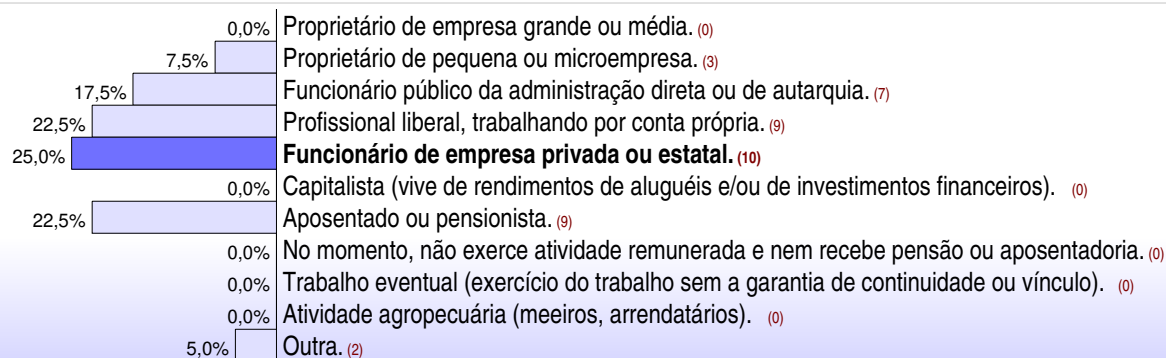 0,0% Proprietário de empresa grande ou média. (0)
7,5% Proprietário de pequena ou microempresa. (3)
17,5% Funcionário público da administração direta ou de autarquia. (7)
22,5% Profissional liberal, trabalhando por conta própria. (9)
25,0% Funcionário de empresa privada ou estatal. (10)
0,0% Capitalista (vive de rendimentos de aluguéis e/ou de investimentos financeiros). (0)
22,5% Aposentado ou pensionista. (9)
0,0% No momento, não exerce atividade remunerada e nem recebe pensão ou aposentadoria. (0)
0,0% Trabalho eventual (exercício do trabalho sem a garantia de continuidade ou vínculo). (0)
0,0% Atividade agropecuária (meeiros, arrendatários). (0)
5,0% Outra. (2)